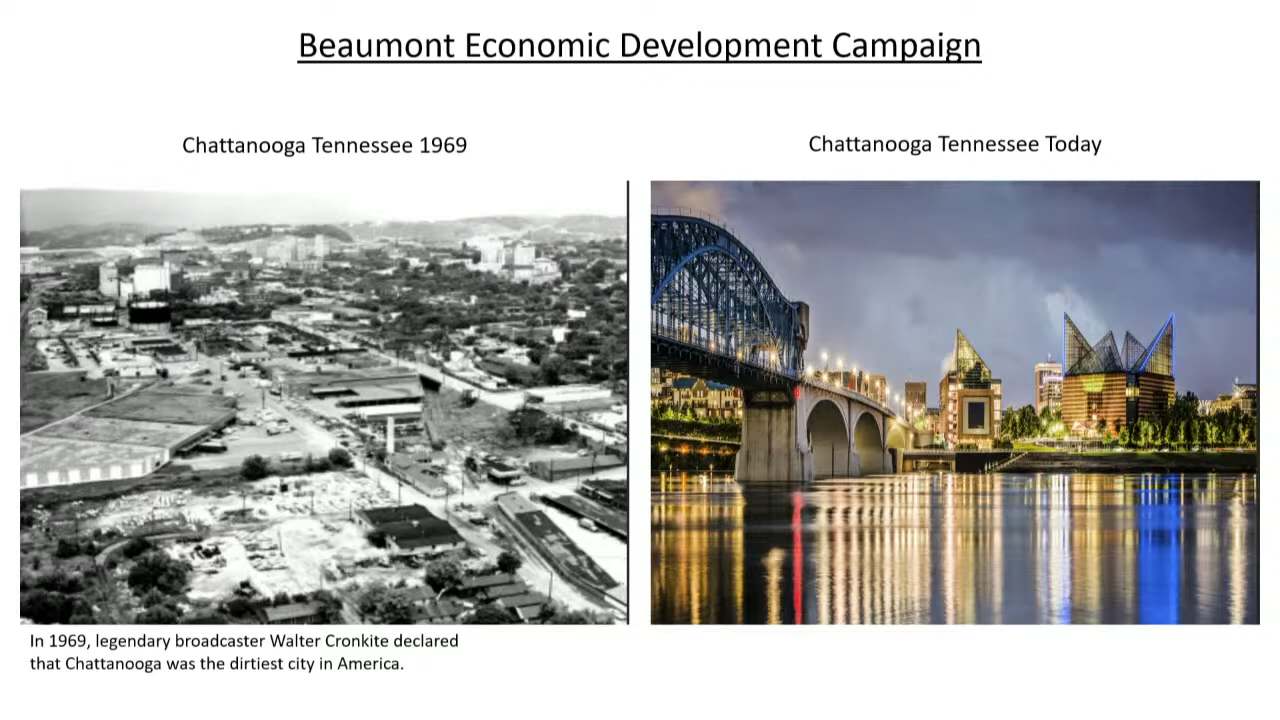 Beaumont Economic Development Campaign
Chattanooga Tennessee 1969
Chattanooga Tennessee Today
In 1969, legendary broadcaster Walter Cronkite declared
that Chattanooga was the dirtiest city in America.